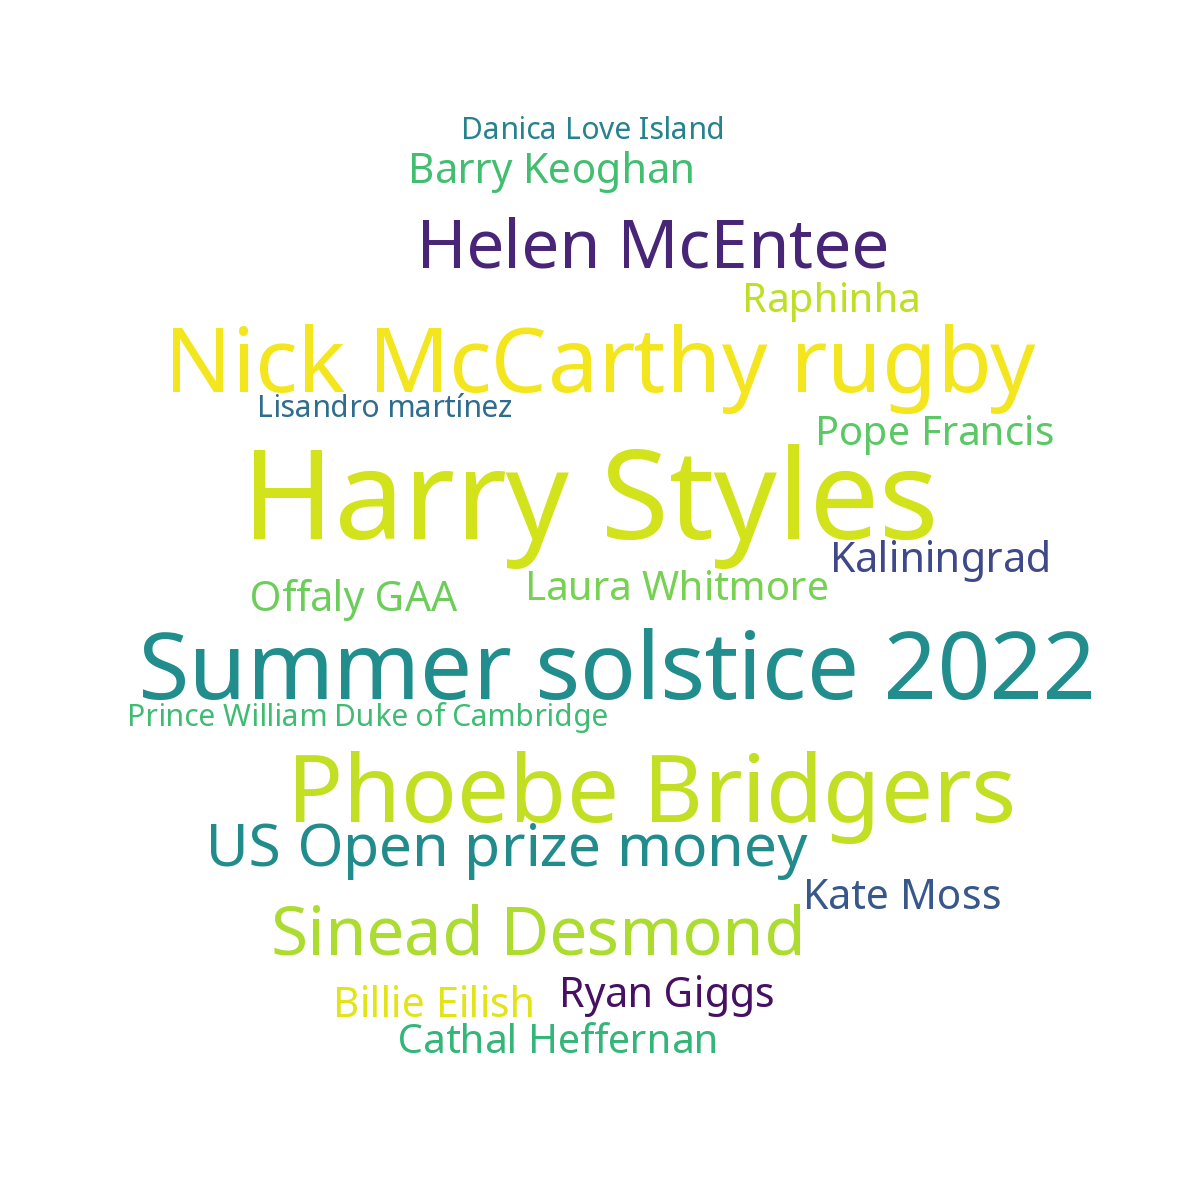 Danica Love Island
Barry Keoghan
Helen McEntee
Raphinha
Nick McCarthy rugby
Lisandro martínez
Pope Francis
Harry Styles
Kaliningrad
Laura Whitmore
Offaly GAA
Summer solstice 2022
Prince William Duke of Cambridge
Phoebe Bridgers
US Open prize money
Kate Moss
Sinead Desmond
Ryan Giggs
Billie Eilish
Cathal Heffernan